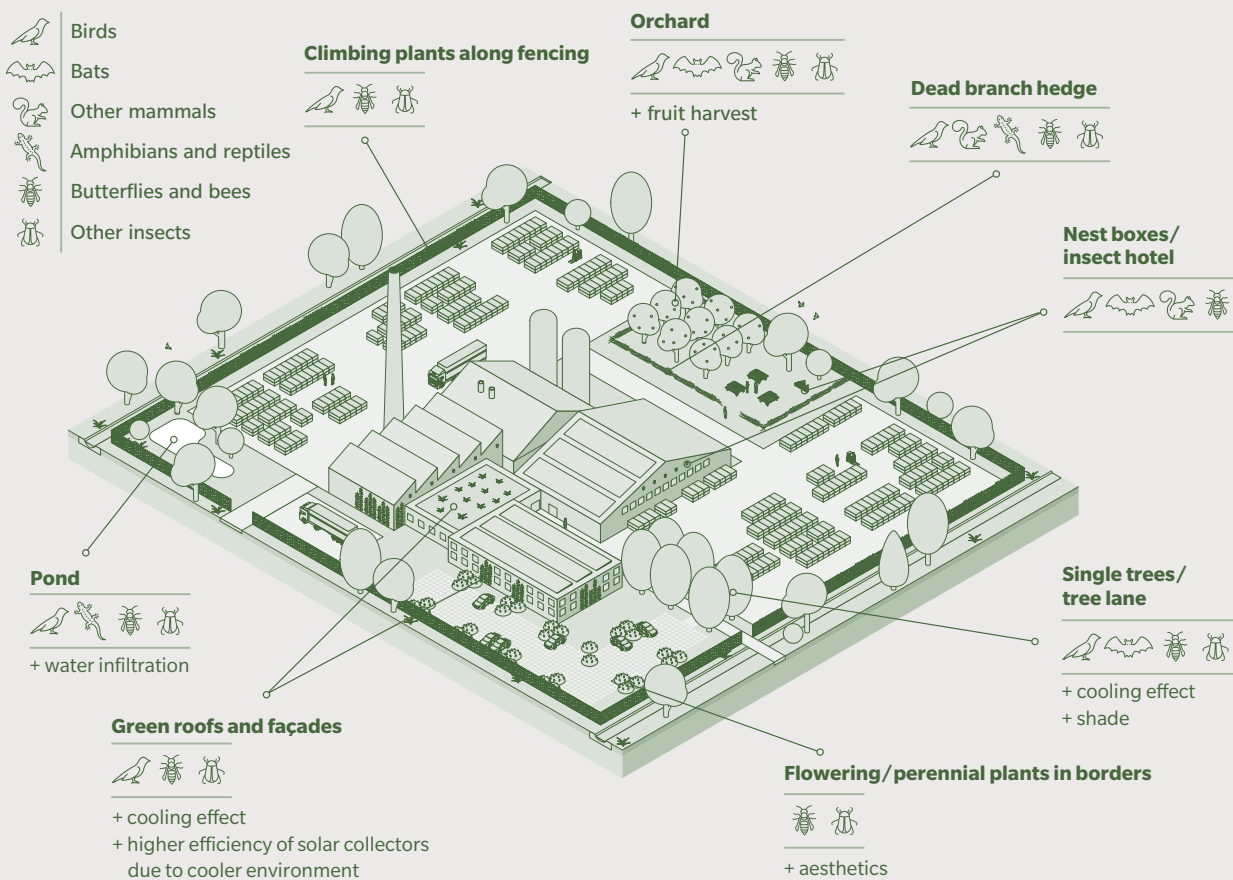 Birds
Bats
Other mammals
Amphibians and reptiles
Butterflies and bees
Other insects
Climbing plants along fencing
Orchard
+ fruit harvest
Dead branch hedge
Nest boxes/
insect hotel
Pond
+ water infiltration
Single trees/
tree lane
+ cooling effect
+ shade
Green roofs and façades
+ cooling effect
+ higher efficiency of solar collectors
due to cooler environment
Flowering/perennial plants in borders
+ aesthetics